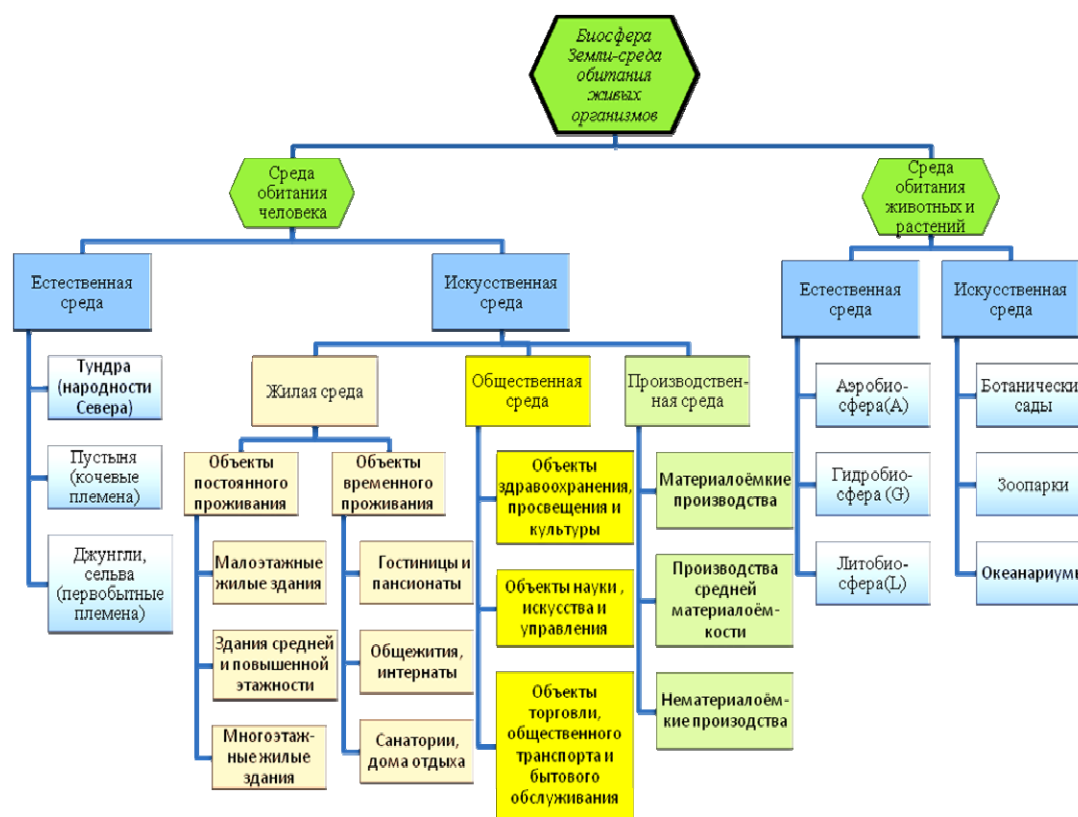 Биосфера
Земли-среда
обитания
живых
организмов
Среда
обитания
человека
Среда
обитания
животных и
растений
Естественная
среда
Искусственная
среда
Естественная
среда
Искусственная
среда
Тундра
(народности
Севера)
Пустыня
(кочевые
племена)
Джунгли,
сельва
(первобытные
племена)
Жилая среда
Объекты
постоянного
проживания
Малоэтажные
жилые здания
Здания средней
и повышенной
этажности
Многоэтаж-
ные жилые
здания
Объекты
временного
проживания
Гостиницы и
пансионаты
Общежития,
интернаты
Санатории,
дома отдыха
Общественная
среда
Объекты
здравоохранения,
просвещения и
культуры
Объекты науки ,
искусства и
управления
Объекты
торговли,
общественного
транспорта и
бытового
обслуживания
Производствен-
ная среда
Материалоёмкие
производства
Производства
средней
материалоём-
кости
Нематериалоём-
кие произодства
Аэробио-
сфера(А)
Гидробио-
сфера (G)
Литобио-
сфера(L)
Ботанически
сады
Зоопарки
Океанариумы